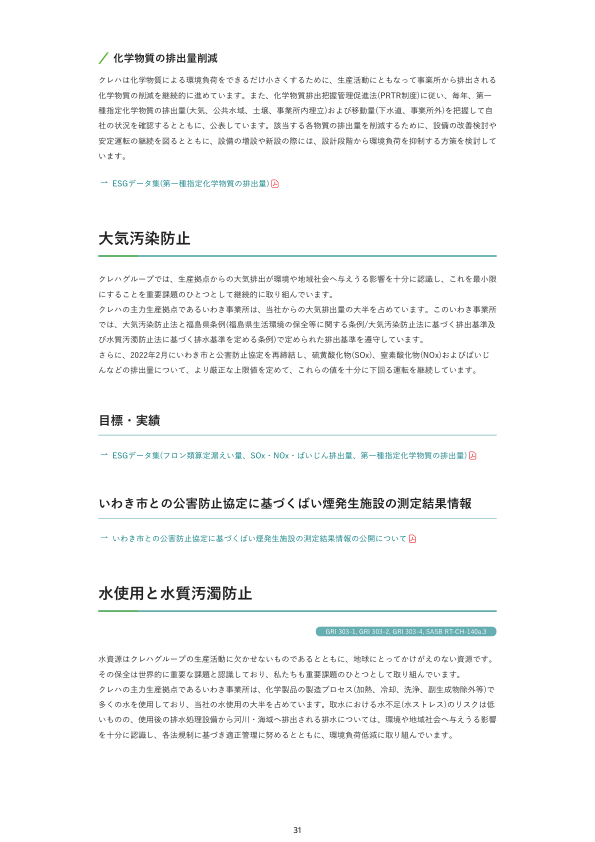 化学物質の排出量削減
クレハは化学物質による環境負荷をできるだけ小さくするために、生産活動にともなって事業所から排出される
化学物質の削減を継続的に進めています。また、化学物質排出把握管理促進法(PRTR制度)に従い、毎年、第一
種指定化学物質の排出量(大気、公共水域、土壌、事業所内埋立)および移動量(下水道、事業所外)を把握して自
社の状況を確認するとともに、公表しています。該当する各物質の排出量を削減するために、設備の改善検討や
安定運転の継続を図るとともに、設備の増設や新設の際には、設計段階から環境負荷を抑制する方策を検討して
います。
→ ESGデータ集(第一種指定化学物質の排出量)
大気汚染防止
クレハグループでは、生産拠点からの大気排出が環境や地域社会へ与えうる影響を十分に認識し、これを最小限
にすることを重要課題のひとつとして継続的に取り組んでいます。
クレハの主力生産拠点であるいわき事業所は、当社からの大気排出量の大半を占めています。このいわき事業所
では、大気汚染防止法と福島県条例(福島県生活環境の保全等に関する条例/大気汚染防止法に基づく排出基準及
び水質汚濁防止法に基づく排水基準を定める条例)で定められた排出基準を遵守しています。
さらに、2022年2月にいわき市と公害防止協定を再締結し、硫黄酸化物(SOx)、窒素酸化物(NOx)およびばいじ
んなどの排出量について、より厳正な上限値を定めて、これらの値を十分に下回る運転を継続しています。
目標・実績
→ ESGデータ集(フロン類算定漏えい量、SOx・NOx・ばいじん排出量、第一種指定化学物質の排出量)
いわき市との公害防止協定に基づくばい煙発生施設の測定結果情報
→ いわき市との公害防止協定に基づくばい煙発生施設の測定結果情報の公開について
水使用と水質汚濁防止
GRI 303-1, GRI 303-2, GRI 303-4, SASB RT-CH-140a.3
水資源はクレハグループの生産活動に欠かせないものであるとともに、地球にとってかけがえのない資源です。
その保全は世界的に重要な課題と認識しており、私たちも重要課題のひとつとして取り組んでいます。
クレハの主力生産拠点であるいわき事業所は、化学製品の製造プロセス(加熱、冷却、洗浄、副生成物除外等)で
多くの水を使用しており、当社の水使用の大半を占めています。取水における水不足(水ストレス)のリスクは低
いものの、使用後の排水処理設備から河川・海域へ排出される排水については、環境や地域社会へ与えうる影響
を十分に認識し、各法規制に基づき適正管理に努めるとともに、環境負荷低減に取り組んでいます。
31